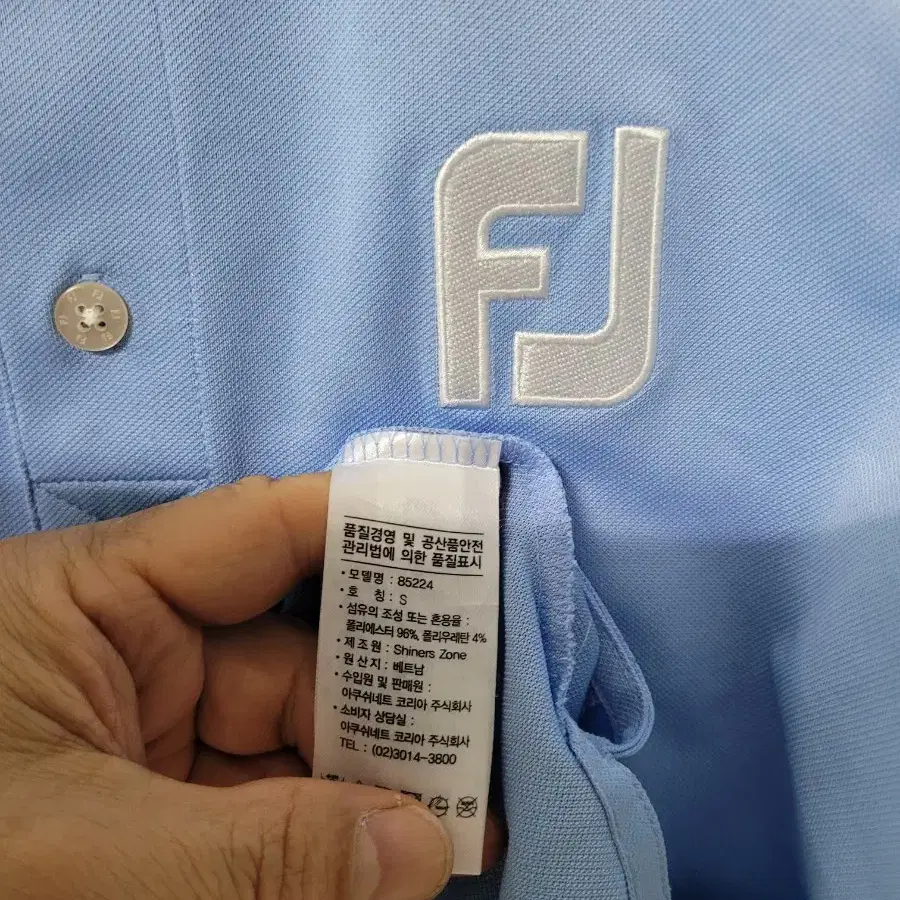 FJ
품질경영 및 공산품안전
관리법에 의한 품질표시
• 모델명 : 85224
• 호 칭 : S
• 섬유의 조성 또는 혼용율 :
폴리에스터 96%, 폴리우레탄 4%
• 제 조 원 : Shiners Zone
• 원 산 지 : 베트남
• 수입원 및 판매원 :
아쿠쉬네트 코리아 주식회사
• 소비자 상담실 :
아쿠쉬네트 코리아 주식회사
TEL : (02)3014-3800